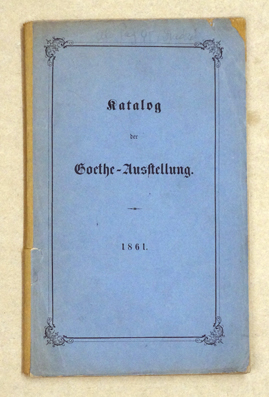 Katalog
der
Goethe-Ausstellung.
1861.